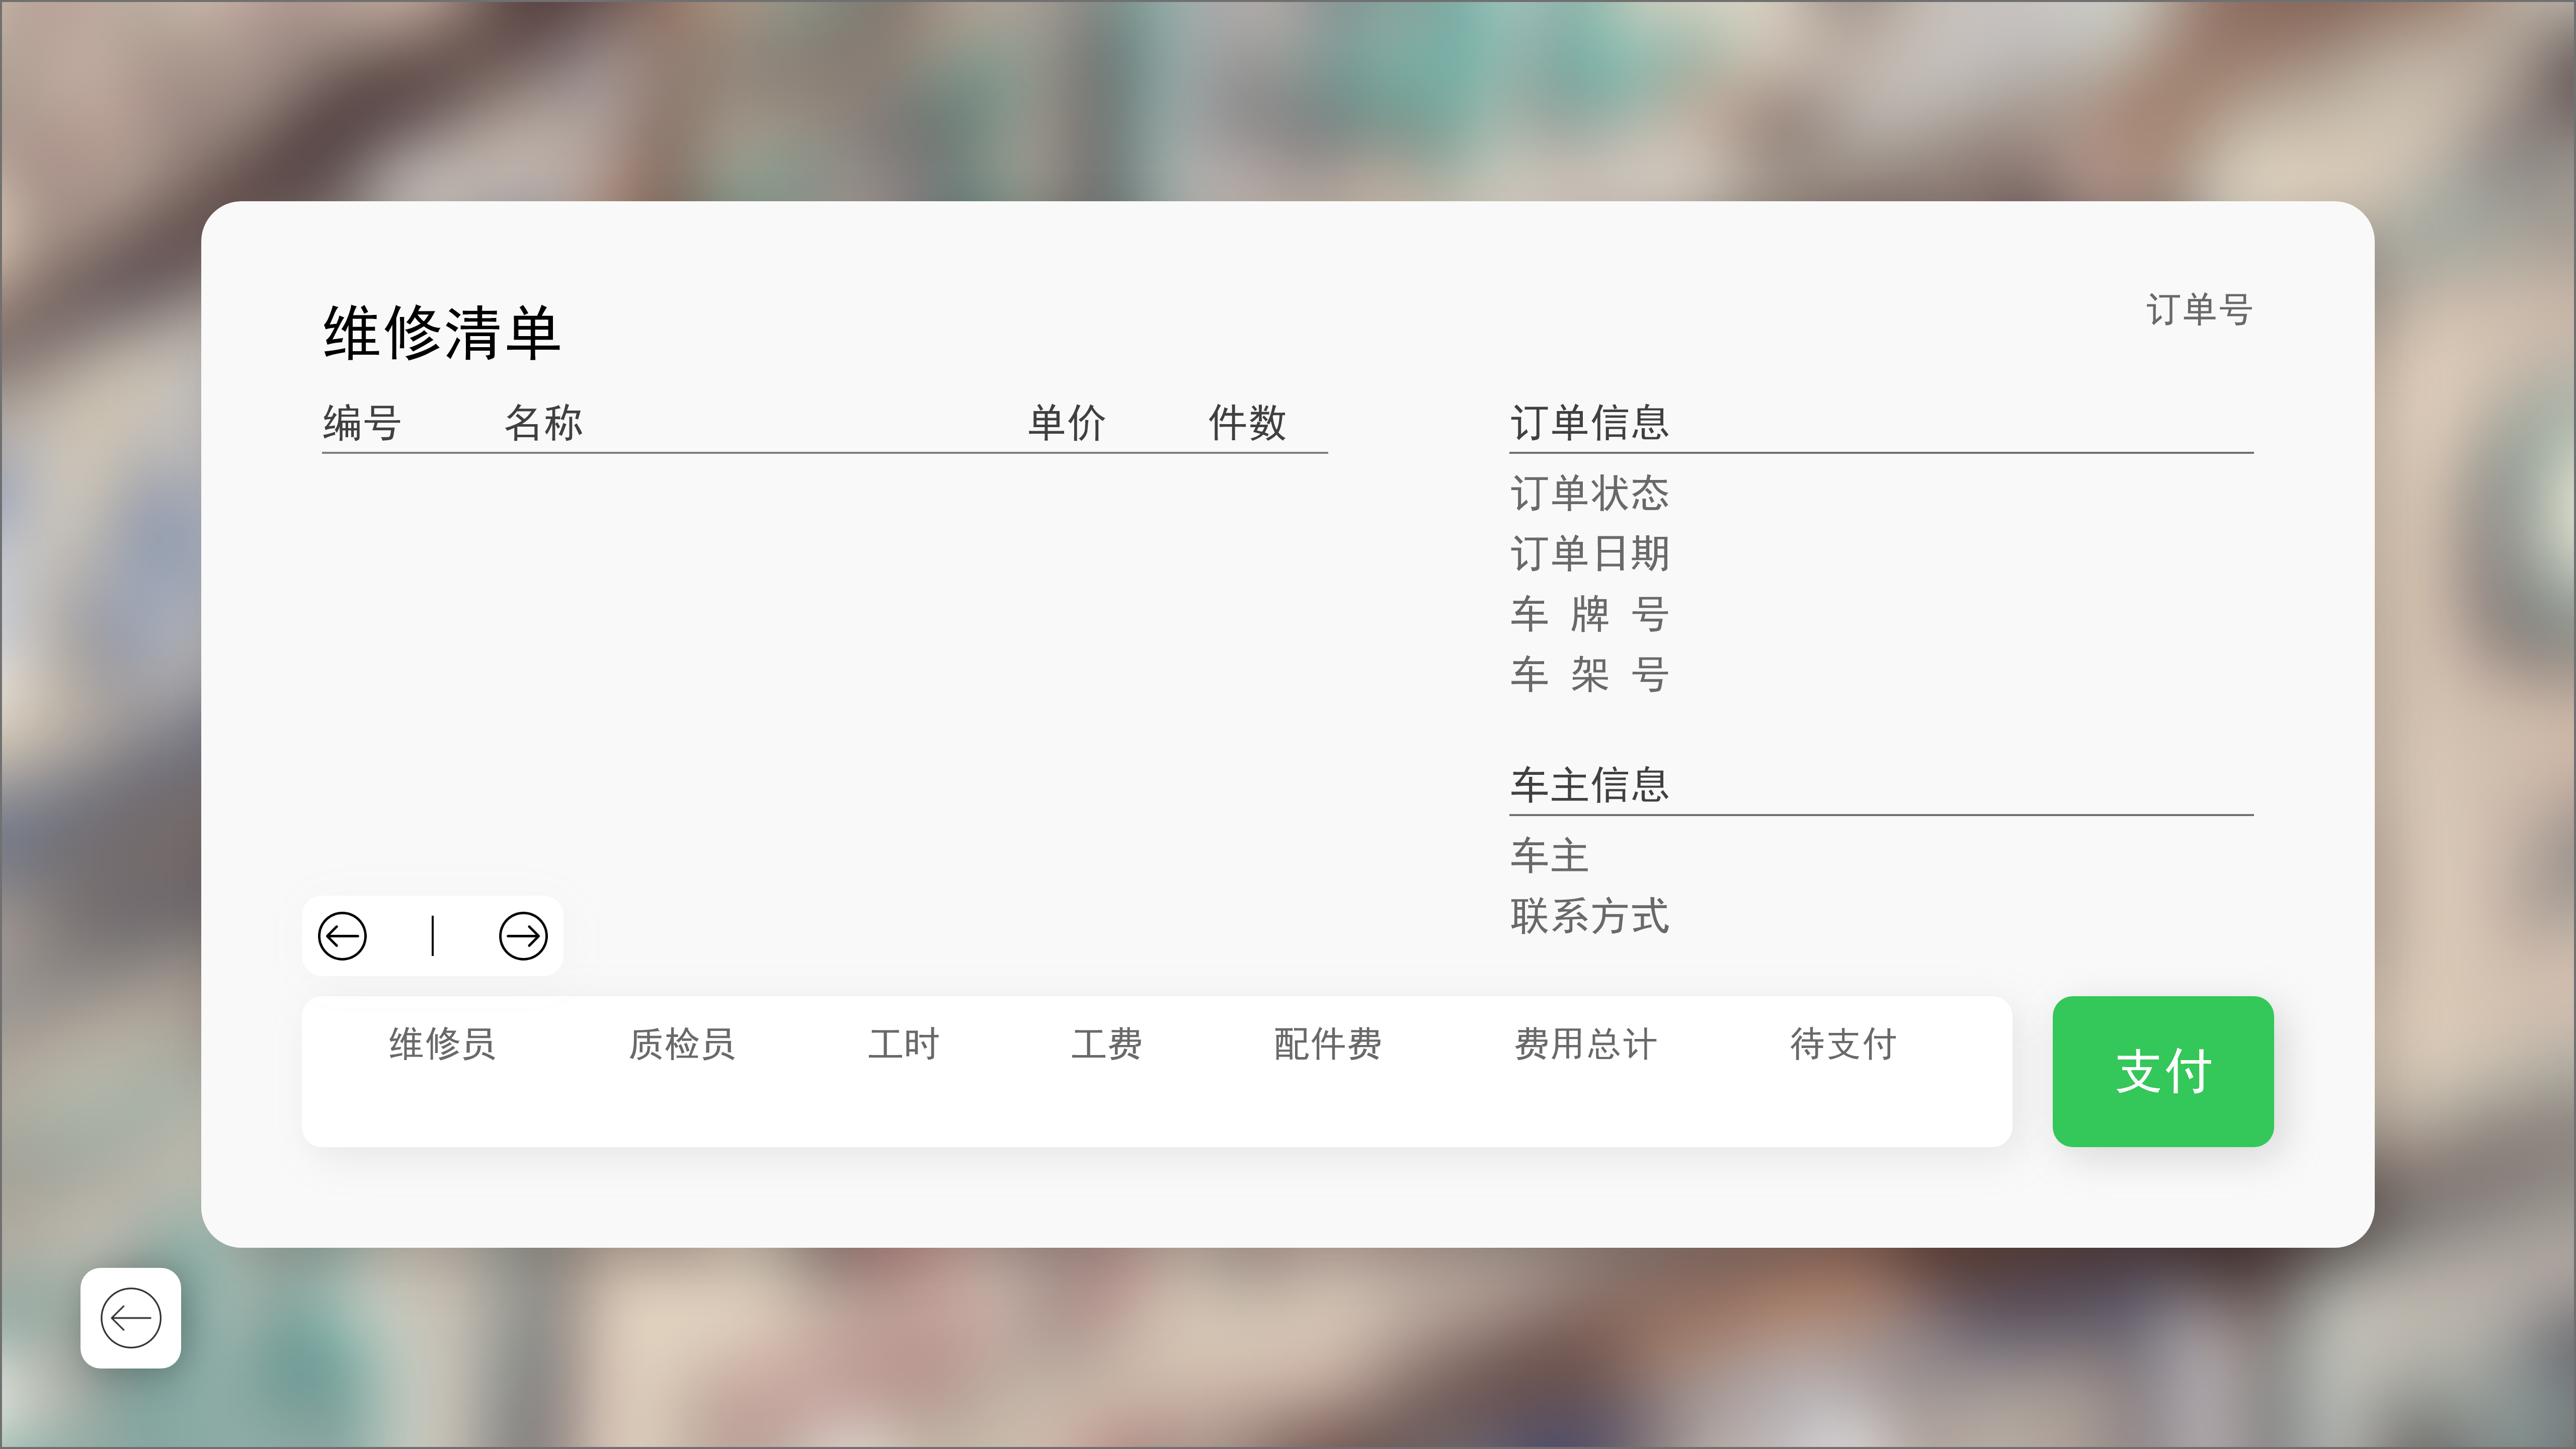 维修清单
订单号
编号 名称 单价 件数
订单信息
订单状态
订单日期
车 牌 号
车 架 号
车主信息
车主
联系方式
维修员 质检员 工时 工费 配件费 费用总计 待支付
支付